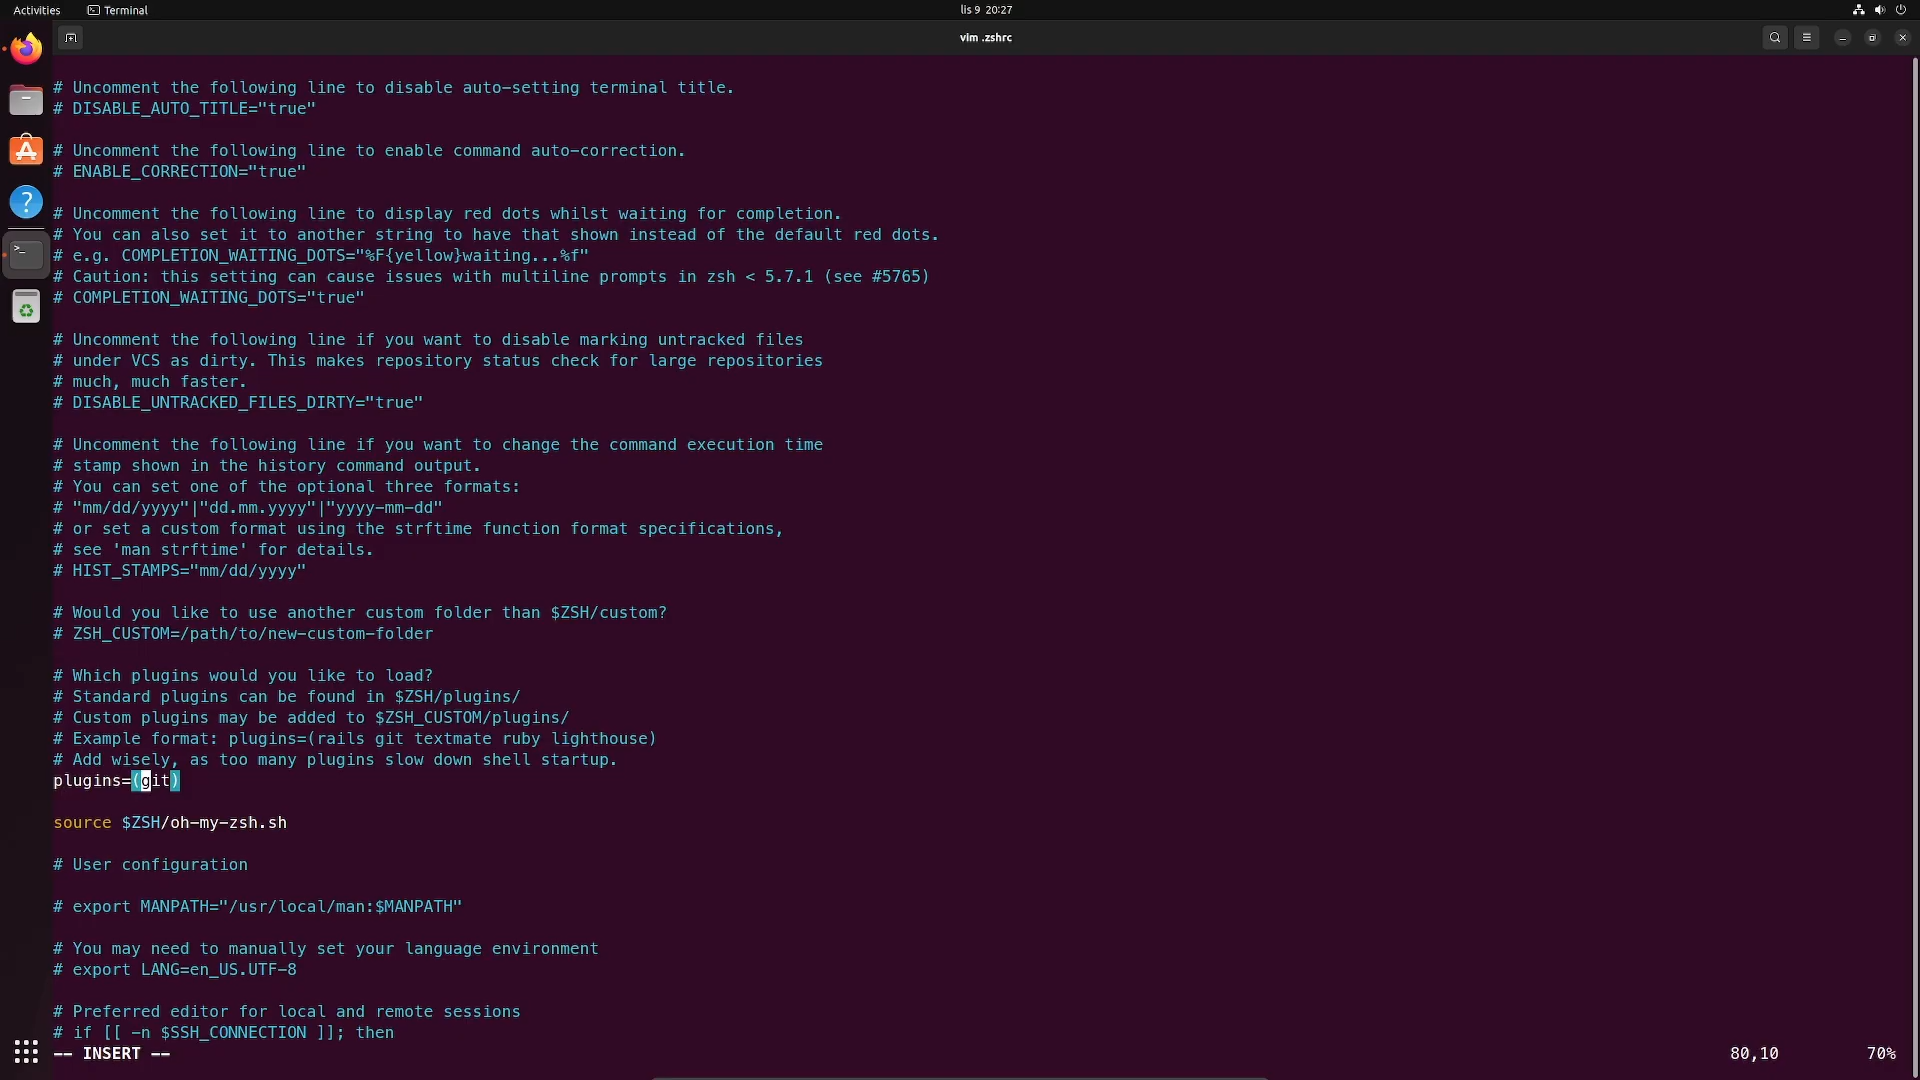 Activities
Terminal
lis 9 20:27
vim .zshrc
# Uncomment the following line to disable auto-setting terminal title.
# DISABLE_AUTO_TITLE="true"
# Uncomment the following line to enable command auto-correction.
# ENABLE_CORRECTION="true"
# Uncomment the following line to display red dots whilst waiting for completion.
# You can also set it to another string to have that shown instead of the default red dots.
# e.g. COMPLETION_WAITING_DOTS="%F{yellow}waiting...%f"
# Caution: this setting can cause issues with multiline prompts in zsh < 5.7.1 (see #5765)
# COMPLETION_WAITING_DOTS="true"
# Uncomment the following line if you want to disable marking untracked files
# under VCS as dirty. This makes repository status check for large repositories
# much, much faster.
# DISABLE_UNTRACKED_FILES_DIRTY="true"
# Uncomment the following line if you want to change the command execution time
# stamp shown in the history command output.
# You can set one of the optional three formats:
# "mm/dd/yyyy"|"dd.mm.yyyy"|"yyyy-mm-dd"
# or set a custom format using the strftime function format specifications,
# see 'man strftime' for details.
# HIST_STAMPS="mm/dd/yyyy"
# Would you like to use another custom folder than $ZSH/custom?
# ZSH_CUSTOM=/path/to/new-custom-folder
# Which plugins would you like to load?
# Standard plugins can be found in $ZSH/plugins/
# Custom plugins may be added to $ZSH_CUSTOM/plugins/
# Example format: plugins=(rails git textmate ruby lighthouse)
# Add wisely, as too many plugins slow down shell startup.
plugins=(git)
source $ZSH/oh-my-zsh.sh
# User configuration
# export MANPATH="/usr/local/man:$MANPATH"
# You may need to manually set your language environment
# export LANG=en_US.UTF-8
# Preferred editor for local and remote sessions
# if [[ -n $SSH_CONNECTION ]]; then
-- INSERT --
80,10
70%